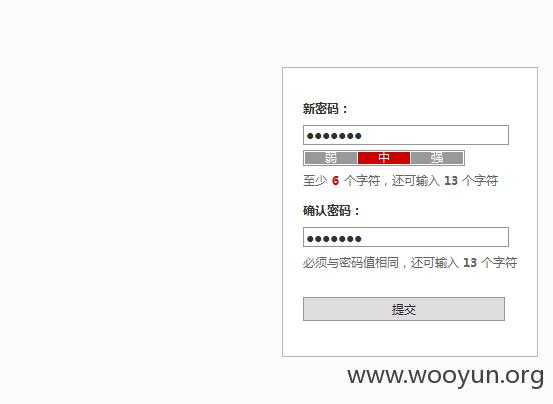 新密码：
●●●●●●●
弱 中 强
至少 6 个字符，还可输入 13 个字符
确认密码：
●●●●●●●
必须与密码值相同，还可输入 13 个字符
提交
www.wooyun.org